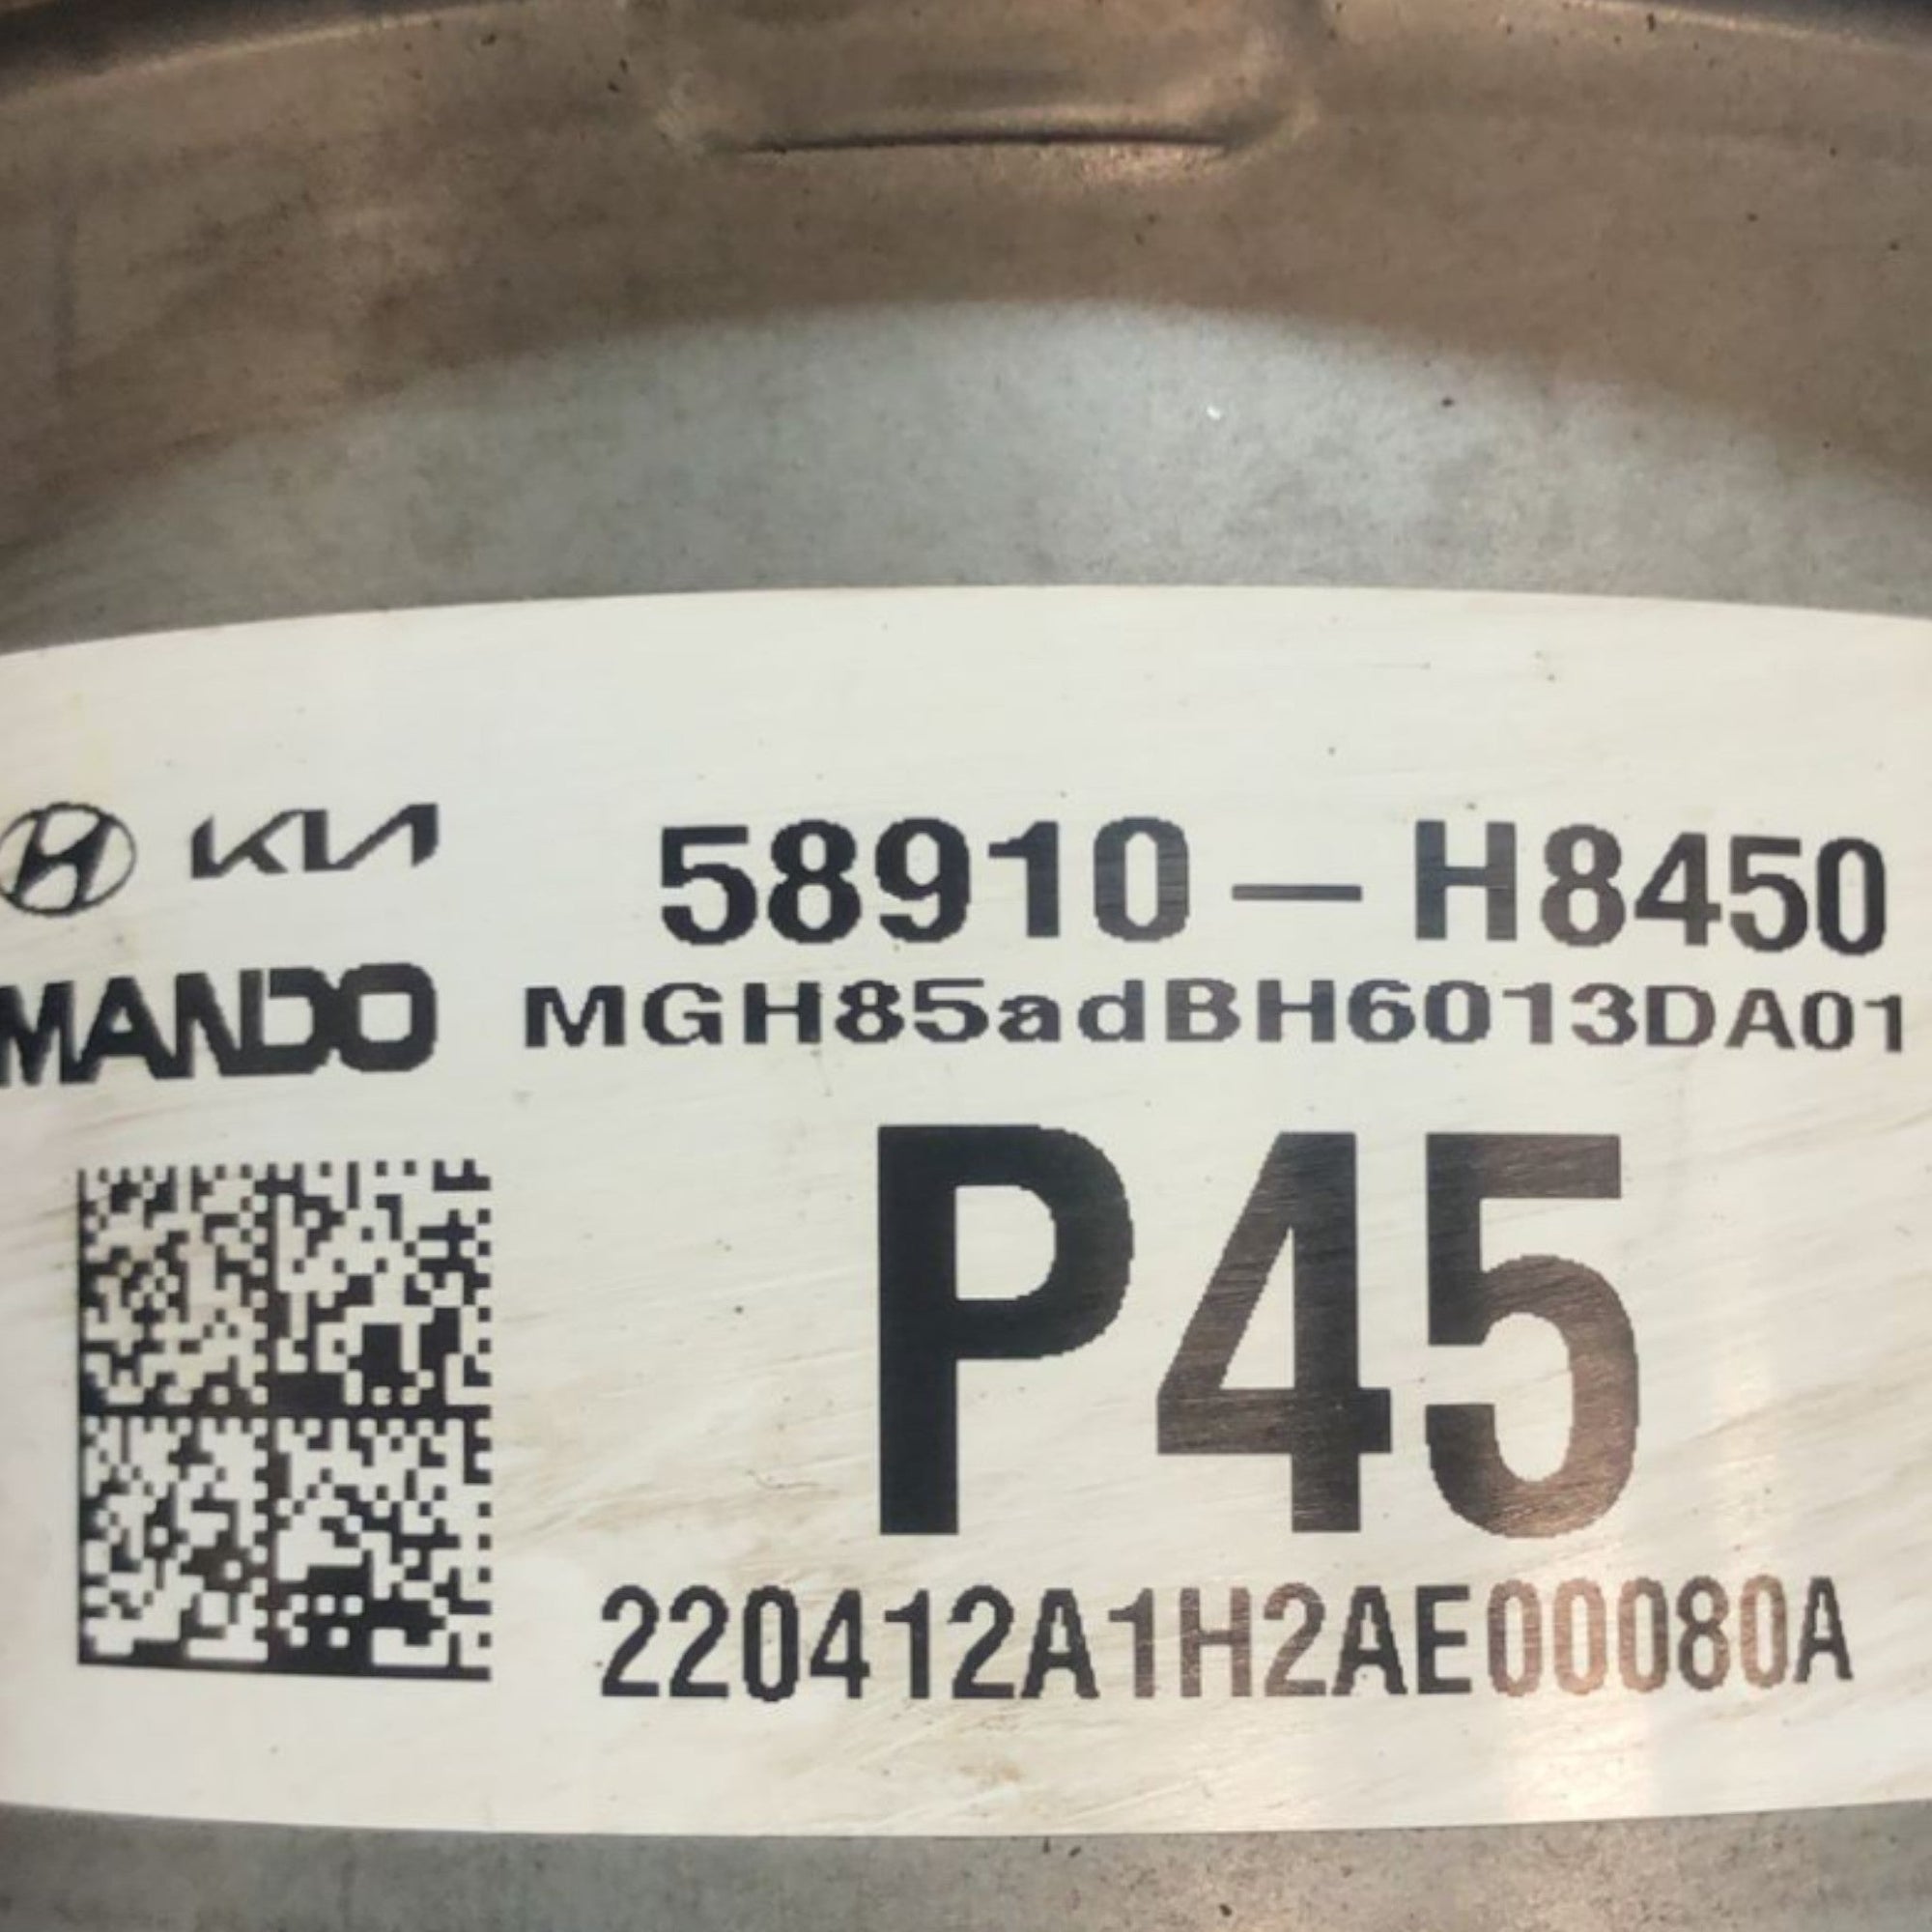 KIA 58910-H8450
MANDO MGH85adBH6013DA01
P45
220412A1H2AE00080A